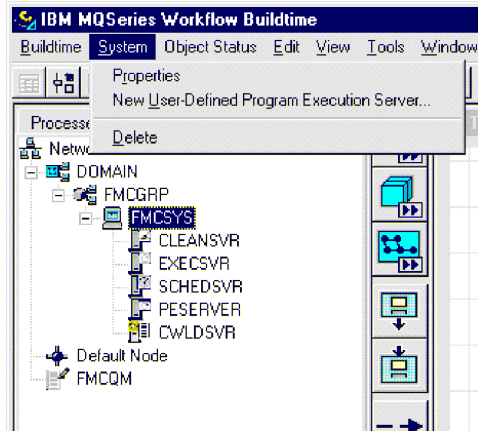 IBM MQSeries Workflow Buildtime
Buildtime System Object Status Edit View Tools Window
Properties
New User-Defined Program Execution Server...
Delete
DOMAIN
FMCGRP
FMCSYS
CLEANSVR
EXECSVR
SCHEDSVR
PESERVER
CWLDSVR
Default Node
FMCQM